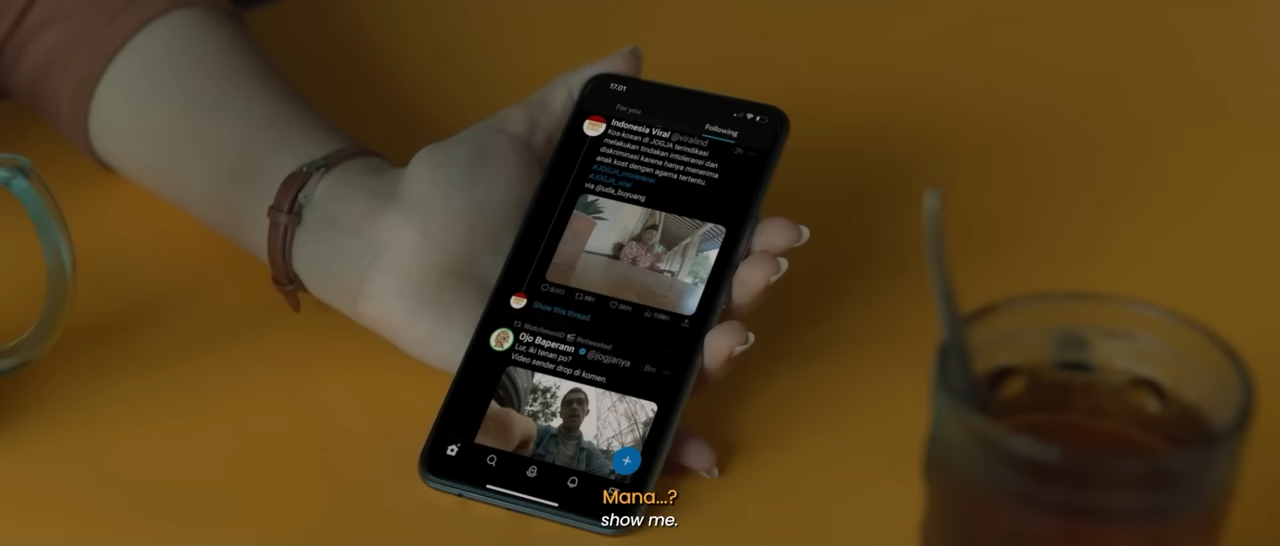 17.01
For you
Following
Indonesia Viral @viralind
· 2h
Kos-kosan di JOGJA terindikasi
melakukan tindakan intoleransi dan
diskriminasi karena hanya menerima
anak kost dengan agama tertentu.
#JOGJA_intoleransi
#JOGJA_viral
via @uda_buyuang
Show this thread
Retweeted
Ojo Baperann @jogjanya · 8m
Lur, iki tenan po?
Video sender drop di komen.
Mana...?
show me.